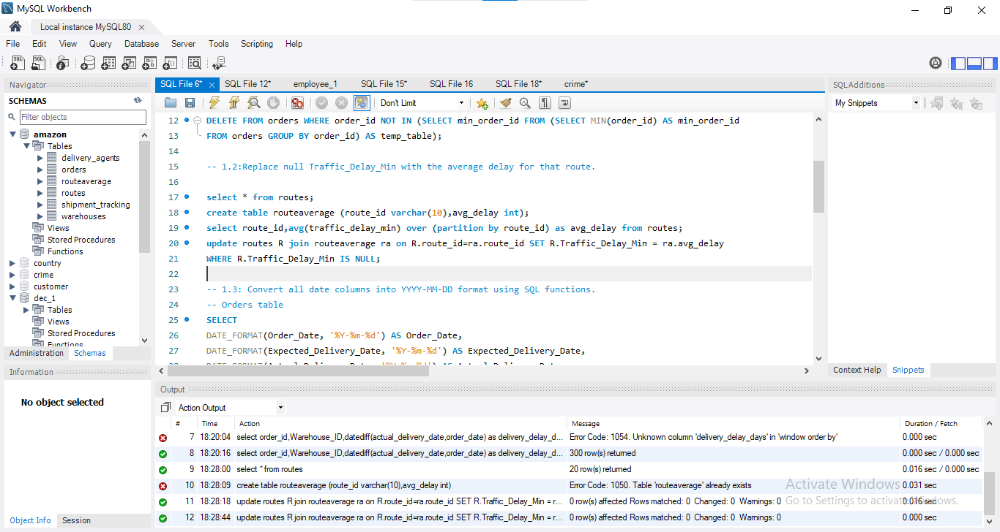 MySQL Workbench
Local instance MySQL80
File Edit View Query Database Server Tools Scripting Help
Navigator
SCHEMAS
Filter objects
amazon
Tables
delivery_agents
orders
routeaverage
routes
shipment_tracking
warehouses
Views
Stored Procedures
Functions
country
crime
customer
dec_1
Tables
Views
Stored Procedures
Functions
Administration Schemas
Information
No object selected
Object Info Session
SQL File 6* SQL File 12* employee_1 SQL File 15* SQL File 16 SQL File 18* crime*
Don't Limit
12 DELETE FROM orders WHERE order_id NOT IN (SELECT min_order_id FROM (SELECT MIN(order_id) AS min_order_id
13 FROM orders GROUP BY order_id) AS temp_table);
14
15 -- 1.2:Replace null Traffic_Delay_Min with the average delay for that route.
16
17 select * from routes;
18 create table routeaverage (route_id varchar(10),avg_delay int);
19 select route_id,avg(traffic_delay_min) over (partition by route_id) as avg_delay from routes;
20 update routes R join routeaverage ra on R.route_id=ra.route_id SET R.Traffic_Delay_Min = ra.avg_delay
21 WHERE R.Traffic_Delay_Min IS NULL;
22
23 -- 1.3: Convert all date columns into YYYY-MM-DD format using SQL functions.
24 -- Orders table
25 SELECT
26 DATE_FORMAT(Order_Date, '%Y-%m-%d') AS Order_Date,
27 DATE_FORMAT(Expected_Delivery_Date, '%Y-%m-%d') AS Expected_Delivery_Date,
SQLAdditions
My Snippets
Context Help Snippets
Output
Action Output
# Time Action Message Duration / Fetch
7 18:20:04 select order_id,Warehouse_ID,datediff(actual_delivery_date,order_date) as delivery_delay_d... Error Code: 1054. Unknown column 'delivery_delay_days' in 'window order by' 0.000 sec
8 18:20:16 select order_id,Warehouse_ID,datediff(actual_delivery_date,order_date) as delivery_delay_d... 300 row(s) returned 0.000 sec / 0.000 sec
9 18:28:00 select * from routes 20 row(s) returned 0.016 sec / 0.000 sec
10 18:28:09 create table routeaverage (route_id varchar(10),avg_delay int) Error Code: 1050. Table 'routeaverage' already exists 0.031 sec
11 18:28:18 update routes R join routeaverage ra on R.route_id=ra.route_id SET R.Traffic_Delay_Min = r... 0 row(s) affected Rows matched: 0 Changed: 0 Warnings: 0 0.016 sec
12 18:28:44 update routes R join routeaverage ra on R.route_id=ra.route_id SET R.Traffic_Delay_Min = r... 0 row(s) affected Rows matched: 0 Changed: 0 Warnings: 0 0.000 sec
Activate Windows
Go to Settings to activate Windows.